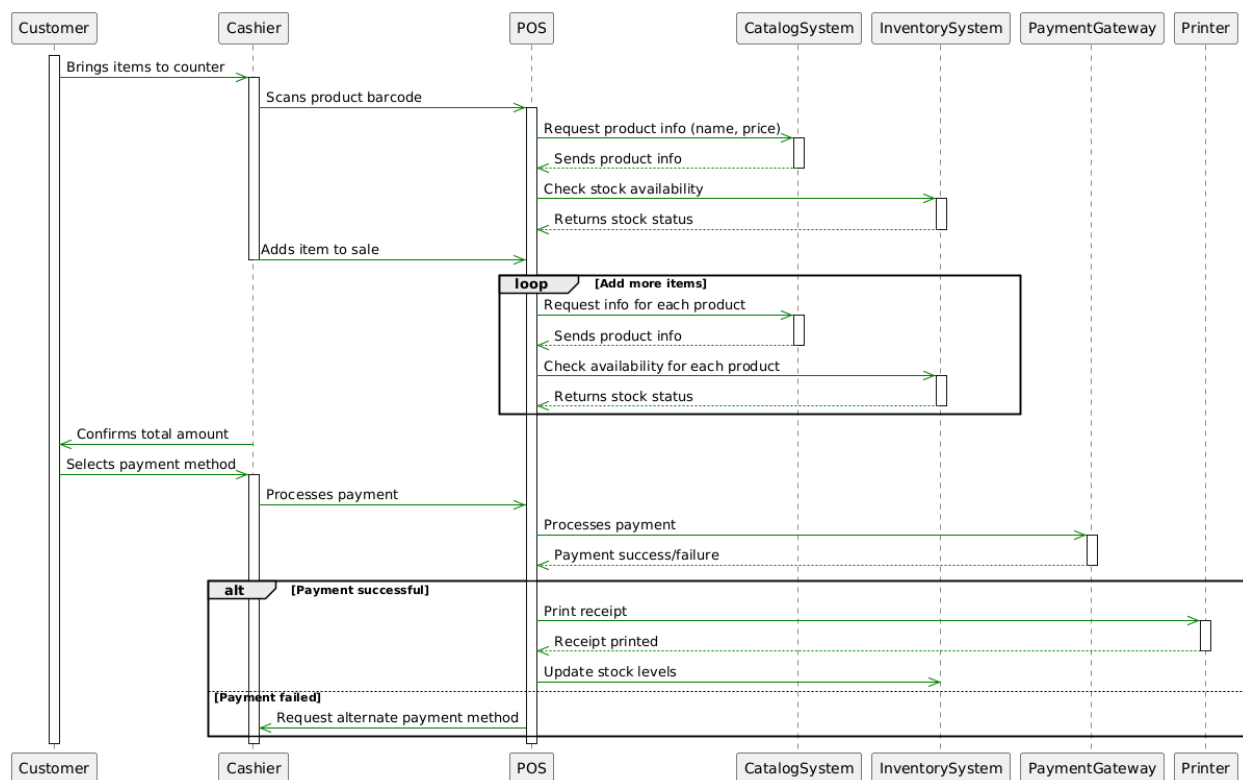 Customer
Cashier
POS
CatalogSystem
InventorySystem
PaymentGateway
Printer
Brings items to counter
Scans product barcode
Request product info (name, price)
Sends product info
Check stock availability
Returns stock status
Adds item to sale
loop
[Add more items]
Request info for each product
Sends product info
Check availability for each product
Returns stock status
Confirms total amount
Selects payment method
Processes payment
Processes payment
Payment success/failure
alt
[Payment successful]
Print receipt
Receipt printed
Update stock levels
[Payment failed]
Request alternate payment method
Customer
Cashier
POS
CatalogSystem
InventorySystem
PaymentGateway
Printer